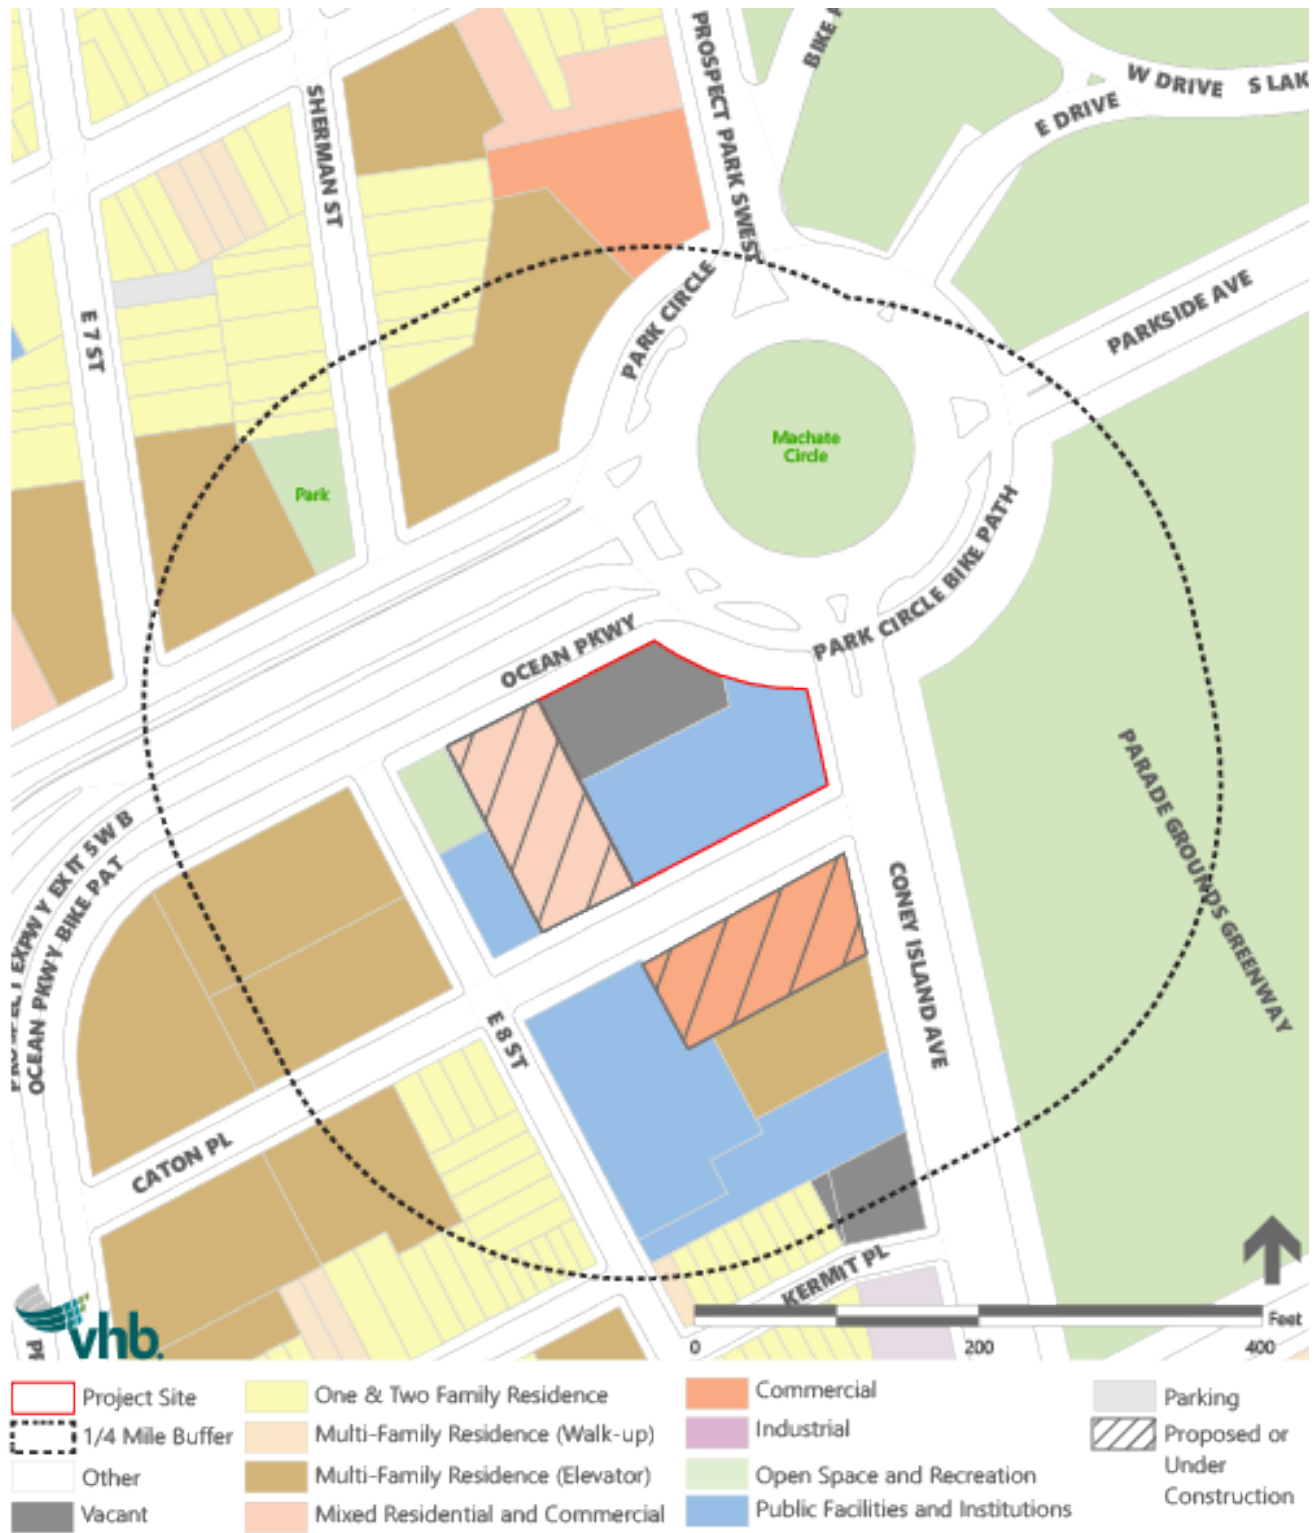 PROSPECT PARK SWEST
BIKE
W DRIVE
S LAK
E DRIVE
SHERMAN ST
PARKSIDE AVE
PARK CIRCLE
E 7 ST
Machate
Circle
Park
PARK CIRCLE BIKE PATH
OCEAN PKWY
PARADE GROUNDS GREENWAY
EXPWY EXIT 5W B
OCEAN PKWY BIKE PAT
CONEY ISLAND AVE
E 8 ST
CATON PL
KERMIT PL
vhb.
Feet
0
200
400
Project Site
1/4 Mile Buffer
Other
Vacant
One & Two Family Residence
Multi-Family Residence (Walk-up)
Multi-Family Residence (Elevator)
Mixed Residential and Commercial
Commercial
Industrial
Open Space and Recreation
Public Facilities and Institutions
Parking
Proposed or
Under
Construction